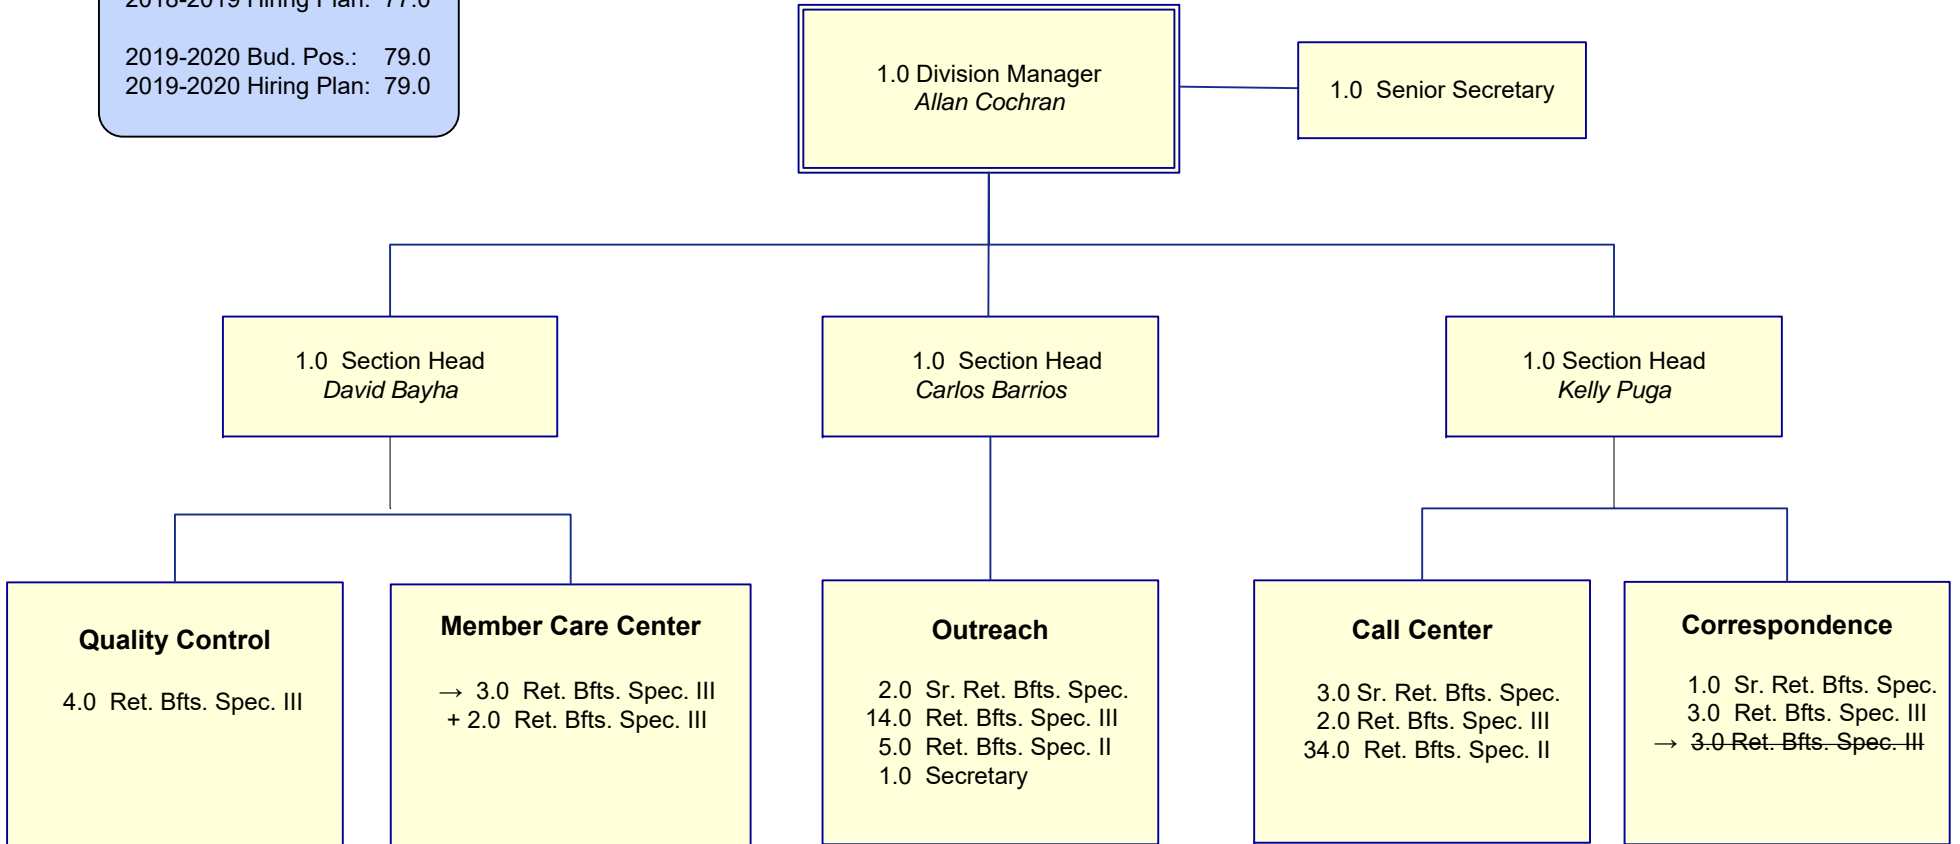 2018-2019 Hiring Plan: 77.0
2019-2020 Bud. Pos.: 79.0
2019-2020 Hiring Plan: 79.0
1.0 Division Manager
Allan Cochran
1.0 Senior Secretary
1.0 Section Head
David Bayha
1.0 Section Head
Carlos Barrios
1.0 Section Head
Kelly Puga
Quality Control
4.0 Ret. Bfts. Spec. III
Member Care Center
→ 3.0 Ret. Bfts. Spec. III
+ 2.0 Ret. Bfts. Spec. III
Outreach
2.0 Sr. Ret. Bfts. Spec.
14.0 Ret. Bfts. Spec. III
5.0 Ret. Bfts. Spec. II
1.0 Secretary
Call Center
3.0 Sr. Ret. Bfts. Spec.
2.0 Ret. Bfts. Spec. III
34.0 Ret. Bfts. Spec. II
Correspondence
1.0 Sr. Ret. Bfts. Spec.
3.0 Ret. Bfts. Spec. III
→ 3.0 Ret. Bfts. Spec. III